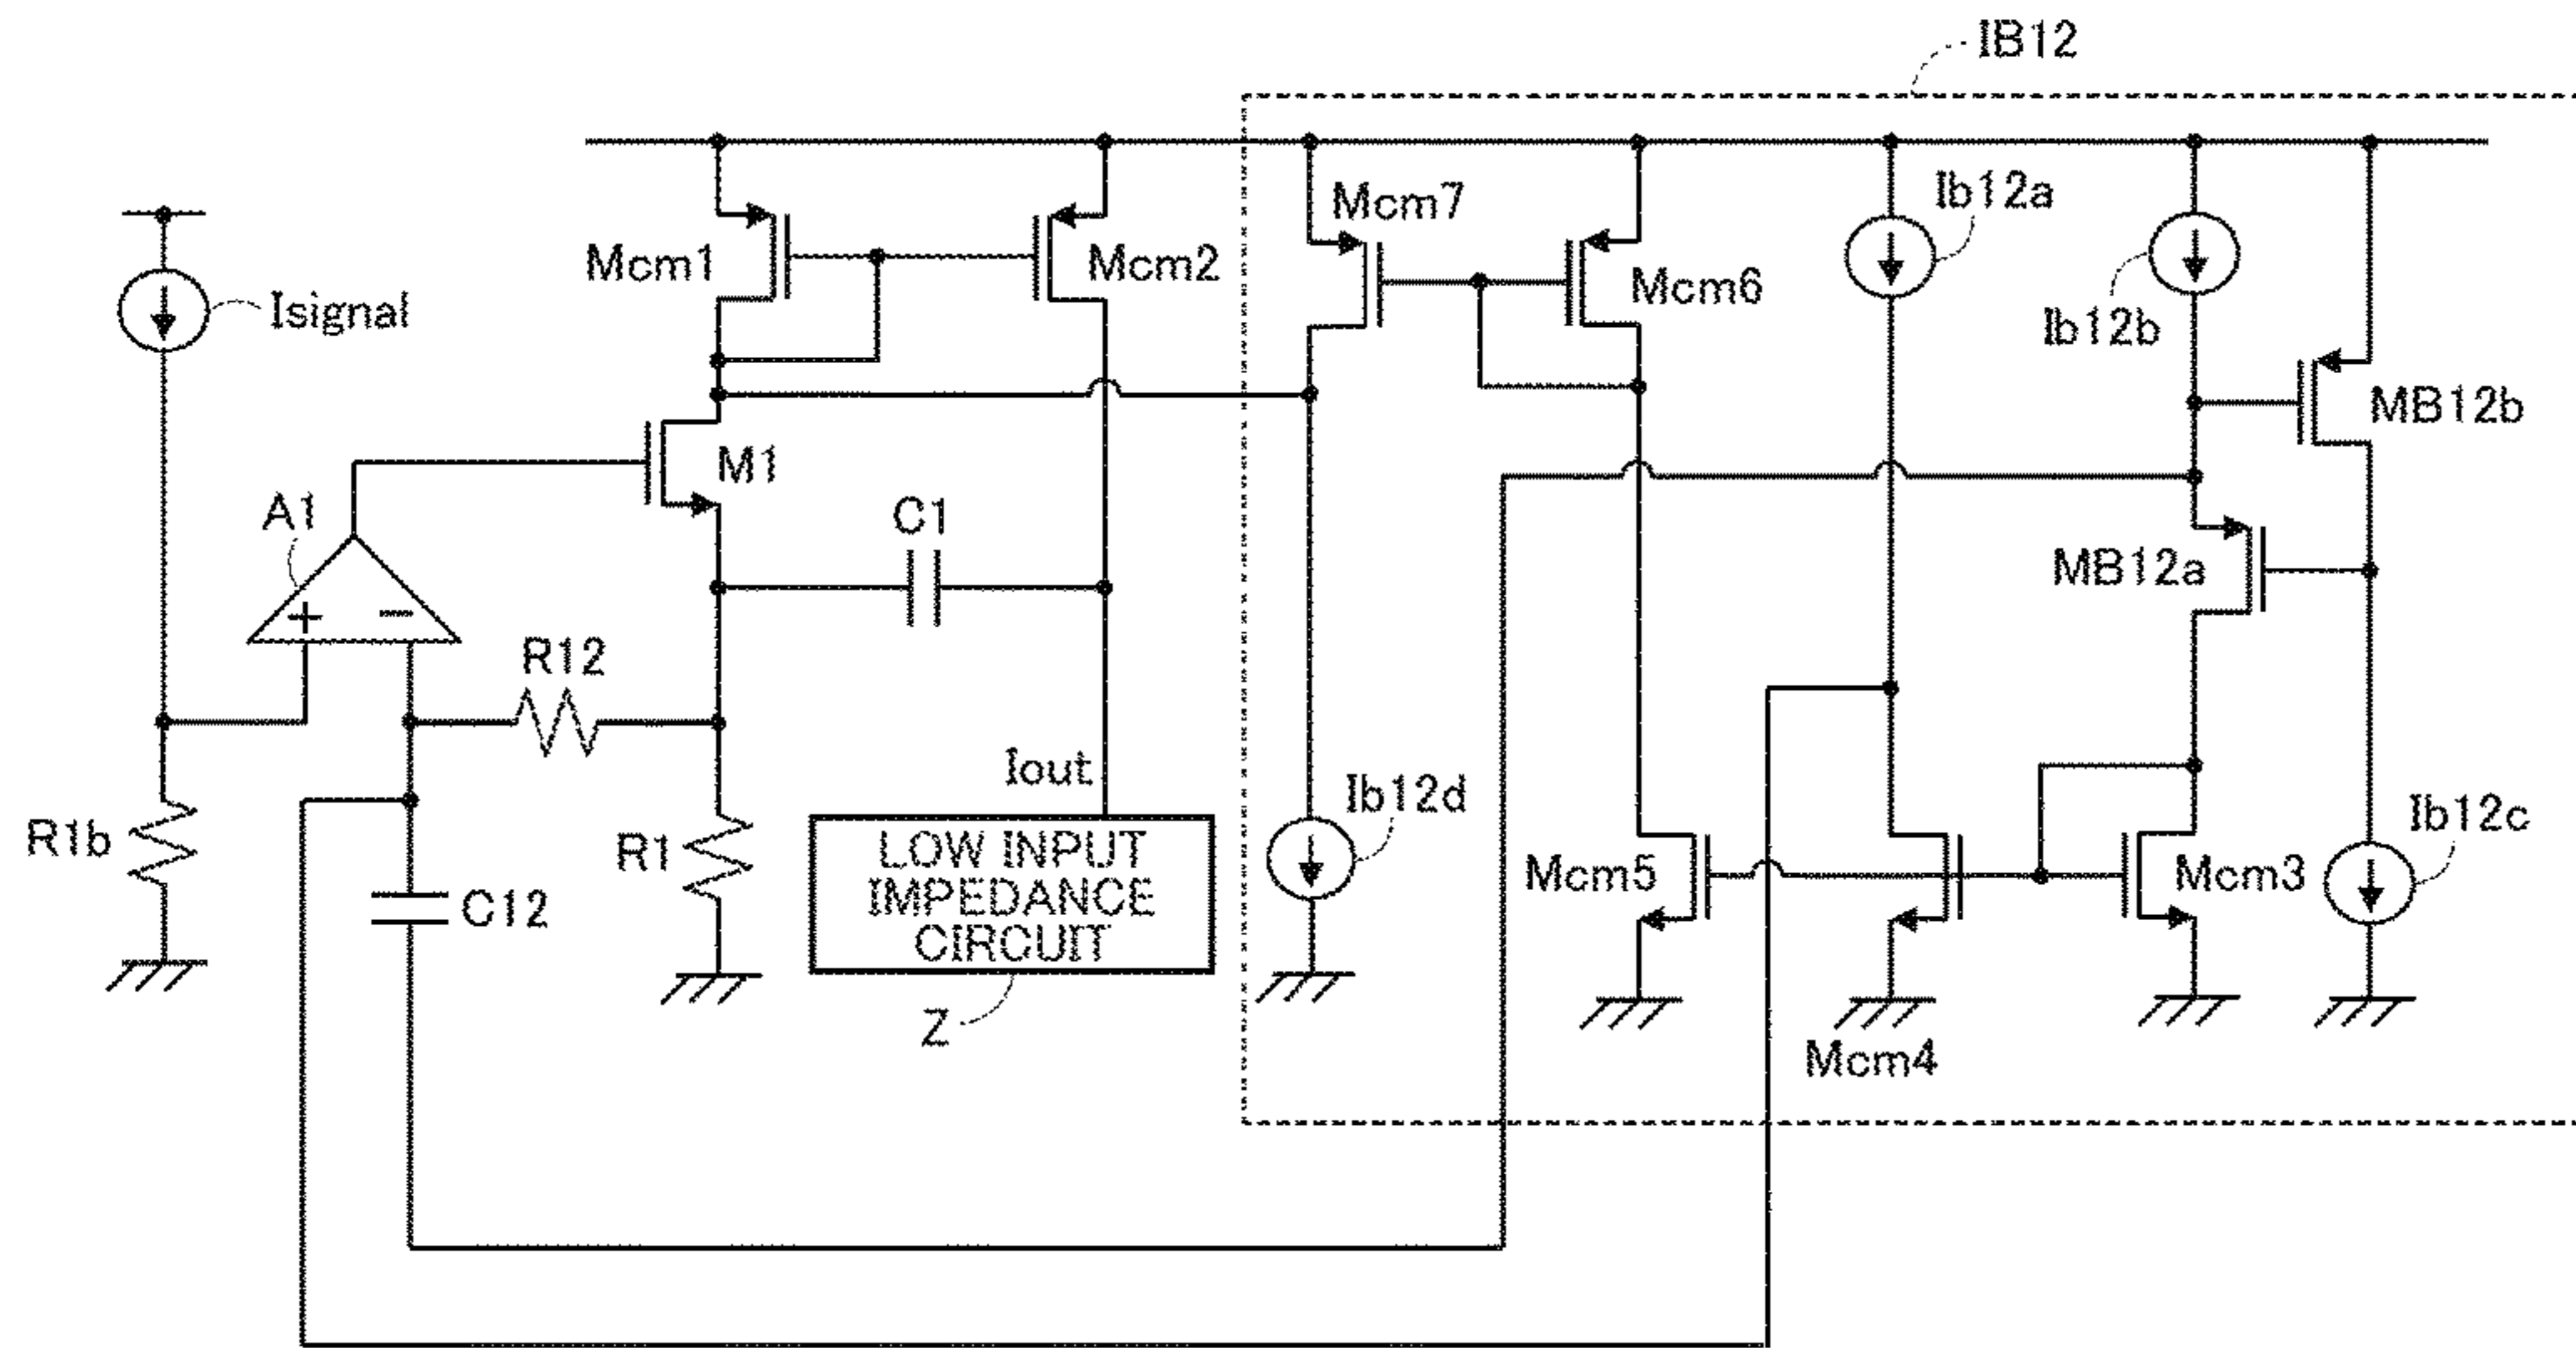 IB12
Isignal
Mcm1
Mcm2
Mcm7
Mcm6
Ib12a
Ib12b
MB12b
M1
A1
C1
MB12a
+
−
R12
Iout
R1b
C12
R1
LOW INPUT
IMPEDANCE
CIRCUIT
Z
Ib12d
Mcm5
Mcm4
Mcm3
Ib12c